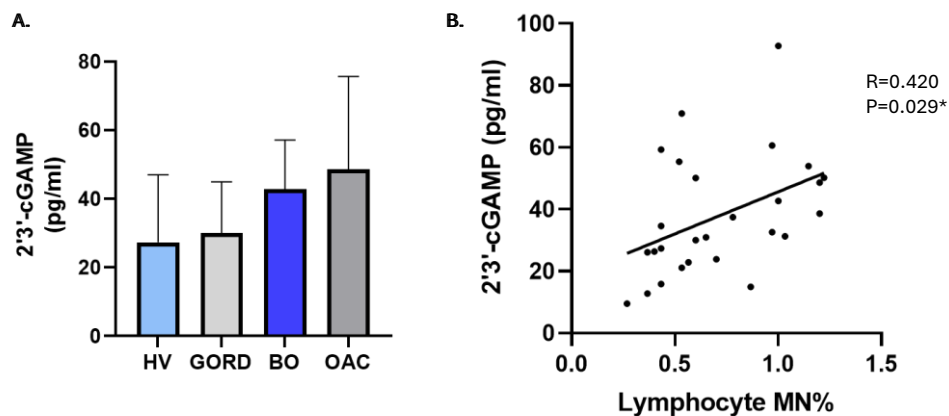 A.
2'3'-cGAMP
(pg/ml)
80
60
40
20
0
HV GORD BO OAC
B.
2'3'-cGAMP (pg/ml)
100
80
60
40
20
0
0.0 0.5 1.0 1.5
Lymphocyte MN%
R=0.420
P=0.029*